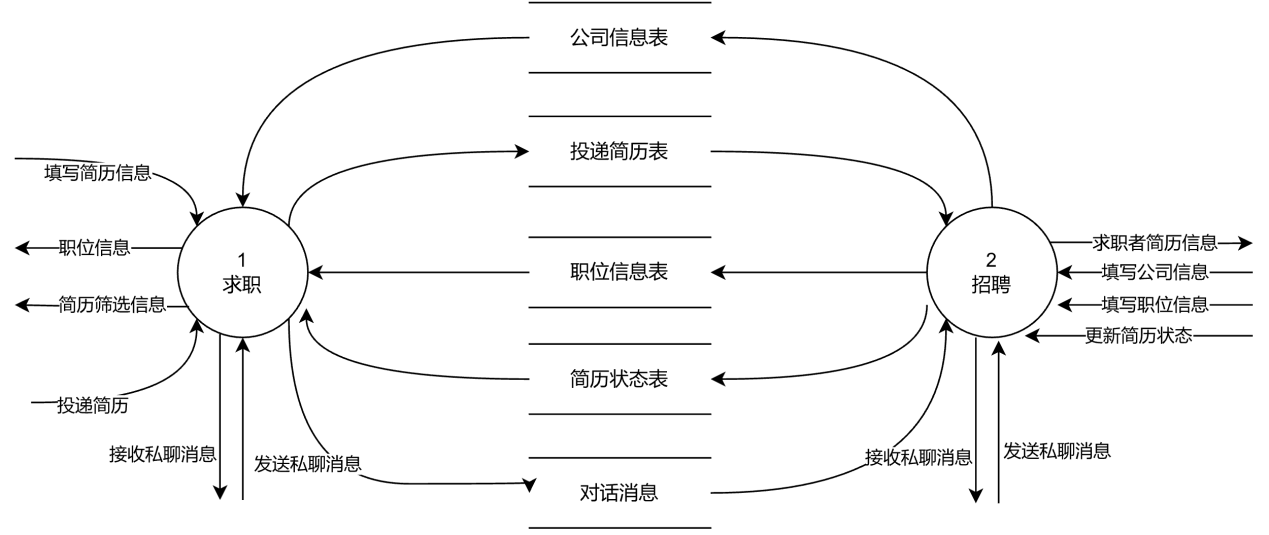 公司信息表
投递简历表
填写简历信息
职位信息
1
求职
职位信息表
2
招聘
求职者简历信息
填写公司信息
简历筛选信息
填写职位信息
更新简历状态
简历状态表
投递简历
接收私聊消息
发送私聊消息
对话消息
接收私聊消息
发送私聊消息